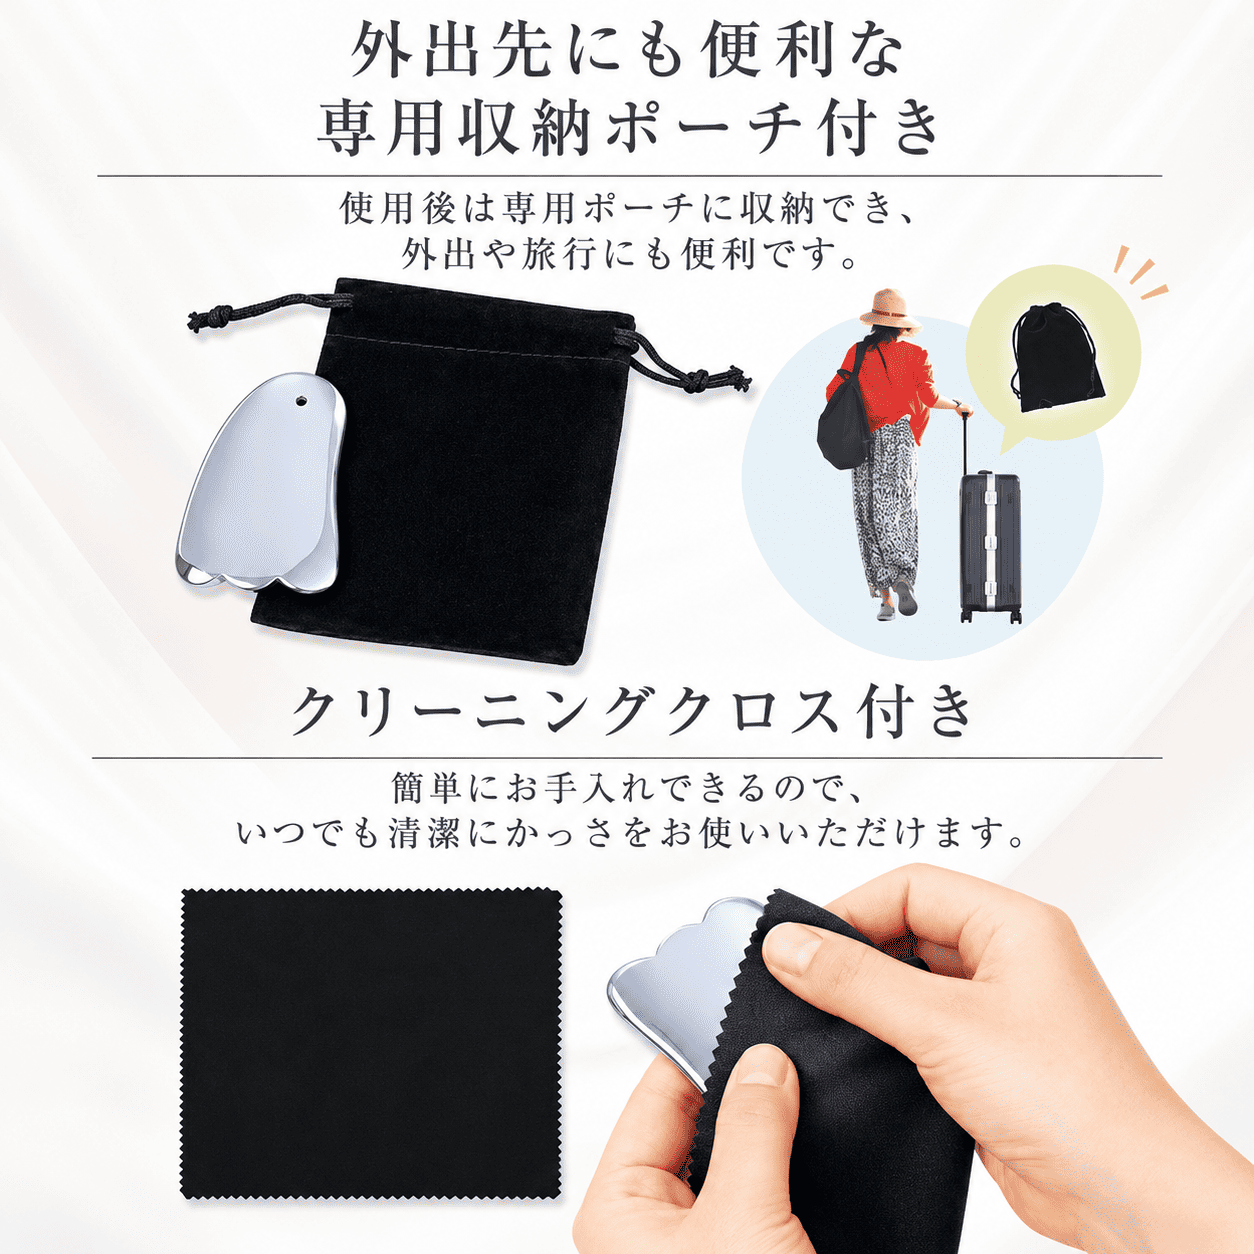 外出先にも便利な
専用収納ポーチ付き
使用後は専用ポーチに収納でき、
外出や旅行にも便利です。
クリーニングクロス付き
簡単にお手入れできるので、
いつでも清潔にかっさをお使いいただけます。